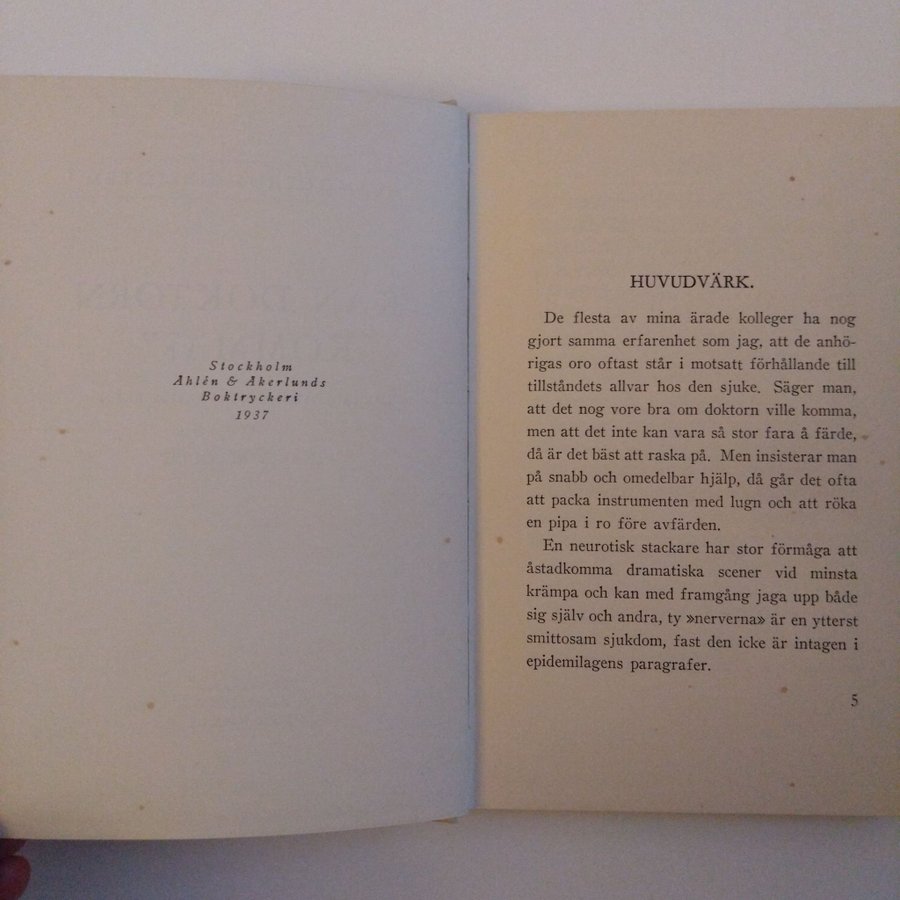 Stockholm
Åhlén & Åkerlunds
Boktryckeri
1937
HUVUDVÄRK.
De flesta av mina ärade kolleger ha nog
gjort samma erfarenhet som jag, att de anhö-
rigas oro oftast står i motsatt förhållande till
tillståndets allvar hos den sjuke. Säger man,
att det nog vore bra om doktorn ville komma,
men att det inte kan vara så stor fara å färde,
då är det bäst att raska på. Men insisterar man
på snabb och omedelbar hjälp, då går det ofta
att packa instrumenten med lugn och att röka
en pipa i ro före avfärden.
En neurotisk stackare har stor förmåga att
åstadkomma dramatiska scener vid minsta
krämpa och kan med framgång jaga upp både
sig själv och andra, ty »nerverna» är en ytterst
smittosam sjukdom, fast den icke är intagen i
epidemilagens paragrafer.
5